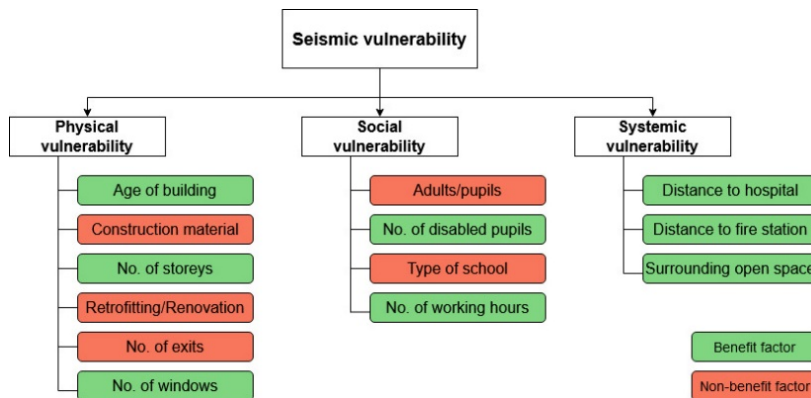 Seismic vulnerability
Physical
vulnerability
Social
vulnerability
Systemic
vulnerability
Age of building
Construction material
No. of storeys
Retrofitting/Renovation
No. of exits
No. of windows
Adults/pupils
No. of disabled pupils
Type of school
No. of working hours
Distance to hospital
Distance to fire station
Surrounding open space
Benefit factor
Non-benefit factor